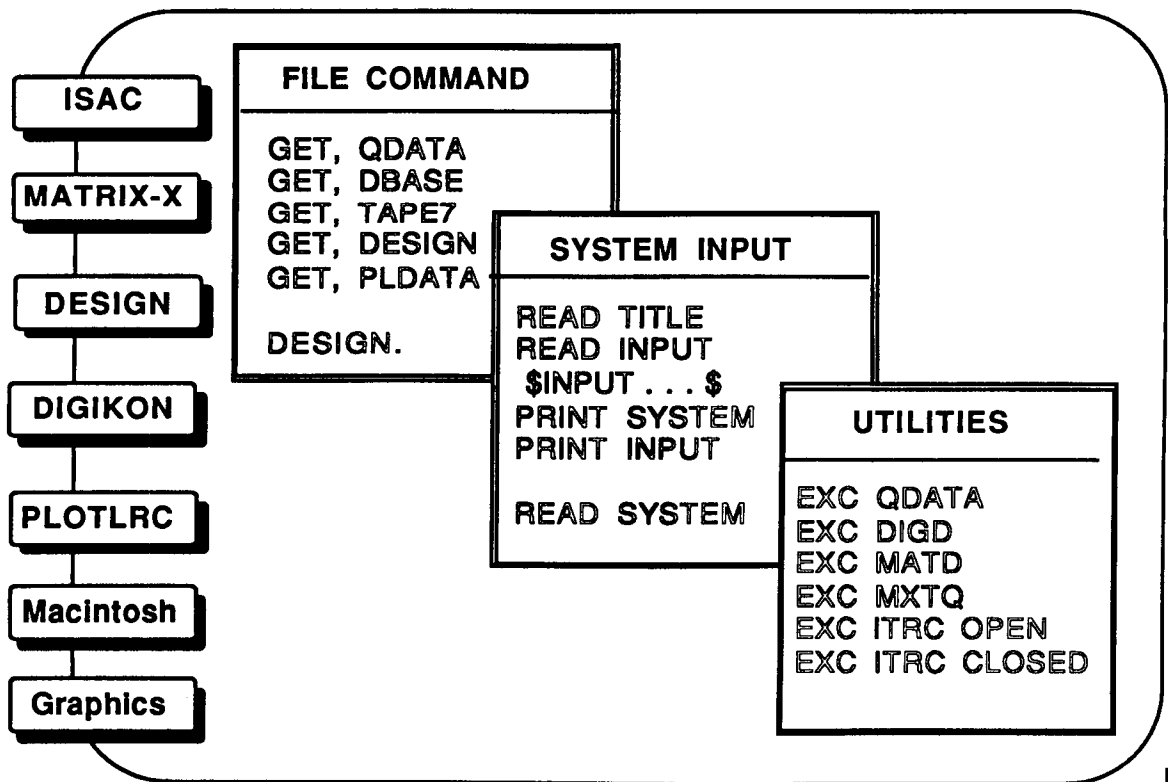 ISAC
MATRIX-X
DESIGN
DIGIKON
PLOTLRC
Macintosh
Graphics
FILE COMMAND
GET, QDATA
GET, DBASE
GET, TAPE7
GET, DESIGN
GET, PLDATA
DESIGN.
SYSTEM INPUT
READ TITLE
READ INPUT
$INPUT . . . $
PRINT SYSTEM
PRINT INPUT
READ SYSTEM
UTILITIES
EXC QDATA
EXC DIGD
EXC MATD
EXC MXTQ
EXC ITRC OPEN
EXC ITRC CLOSED